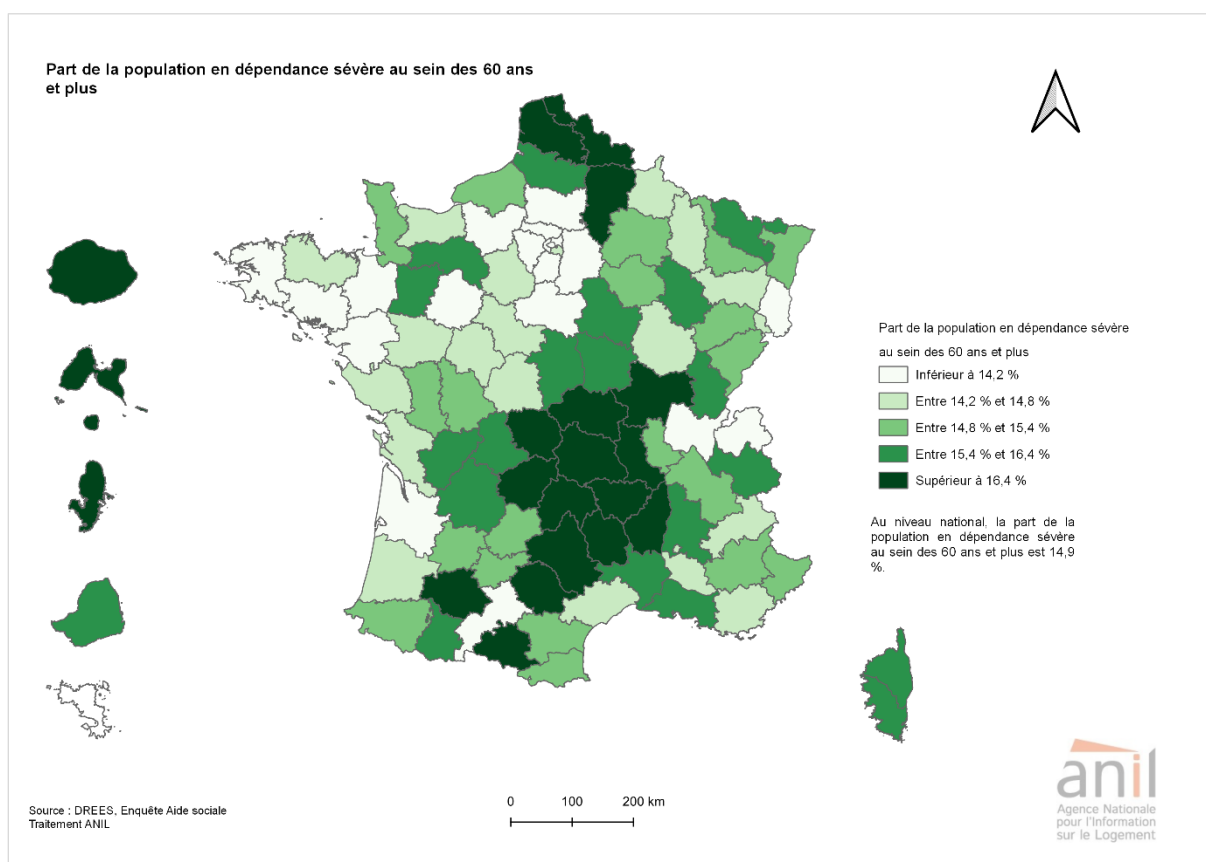 Part de la population en dépendance sévère au sein des 60 ans
et plus
Part de la population en dépendance sévère
au sein des 60 ans et plus
Inférieur à 14,2 %
Entre 14,2 % et 14,8 %
Entre 14,8 % et 15,4 %
Entre 15,4 % et 16,4 %
Supérieur à 16,4 %
Au niveau national, la part de la
population en dépendance sévère
au sein des 60 ans et plus est 14,9
%.
Source : DREES, Enquête Aide sociale
Traitement ANIL
0 100 200 km
anil
Agence Nationale
pour l'Information
sur le Logement